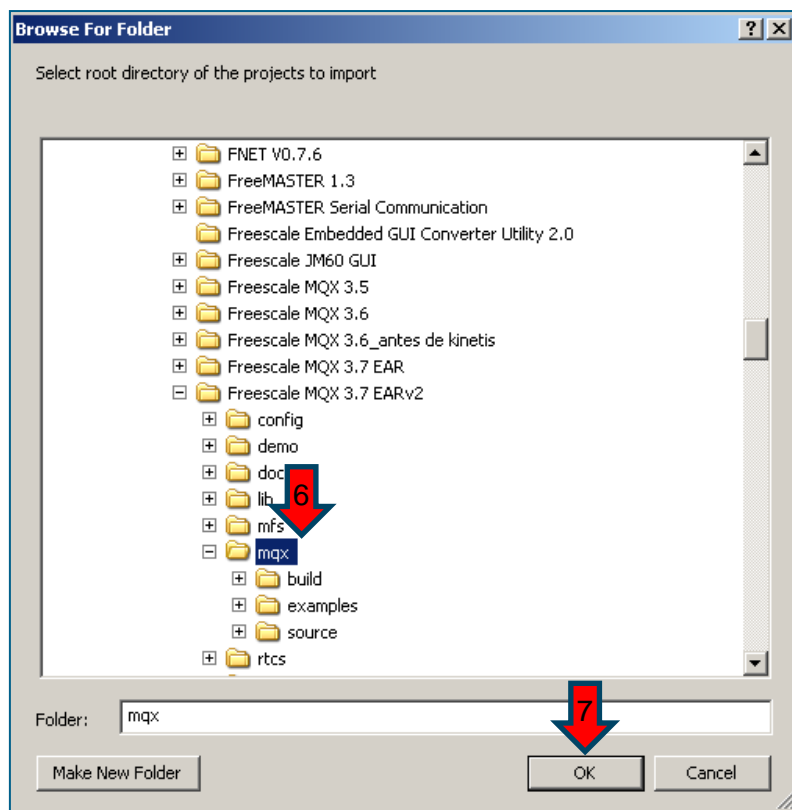 Browse For Folder
Select root directory of the projects to import
FNET V0.7.6
FreeMASTER 1.3
FreeMASTER Serial Communication
Freescale Embedded GUI Converter Utility 2.0
Freescale JM60 GUI
Freescale MQX 3.5
Freescale MQX 3.6
Freescale MQX 3.6_antes de kinetis
Freescale MQX 3.7 EAR
Freescale MQX 3.7 EARv2
config
demo
doc
lib
6
mfs
mqx
build
examples
source
rtcs
Folder: mqx
7
Make New Folder OK Cancel